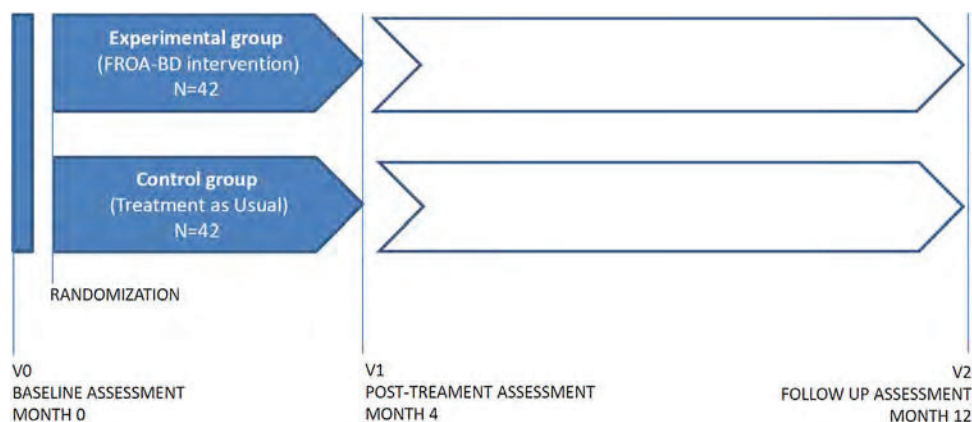 Experimental group
(FROA-BD intervention)
N=42
Control group
(Treatment as Usual)
N=42
RANDOMIZATION
V0
BASELINE ASSESSMENT
MONTH 0
V1
POST-TREAMENT ASSESSMENT
MONTH 4
V2
FOLLOW UP ASSESSMENT
MONTH 12